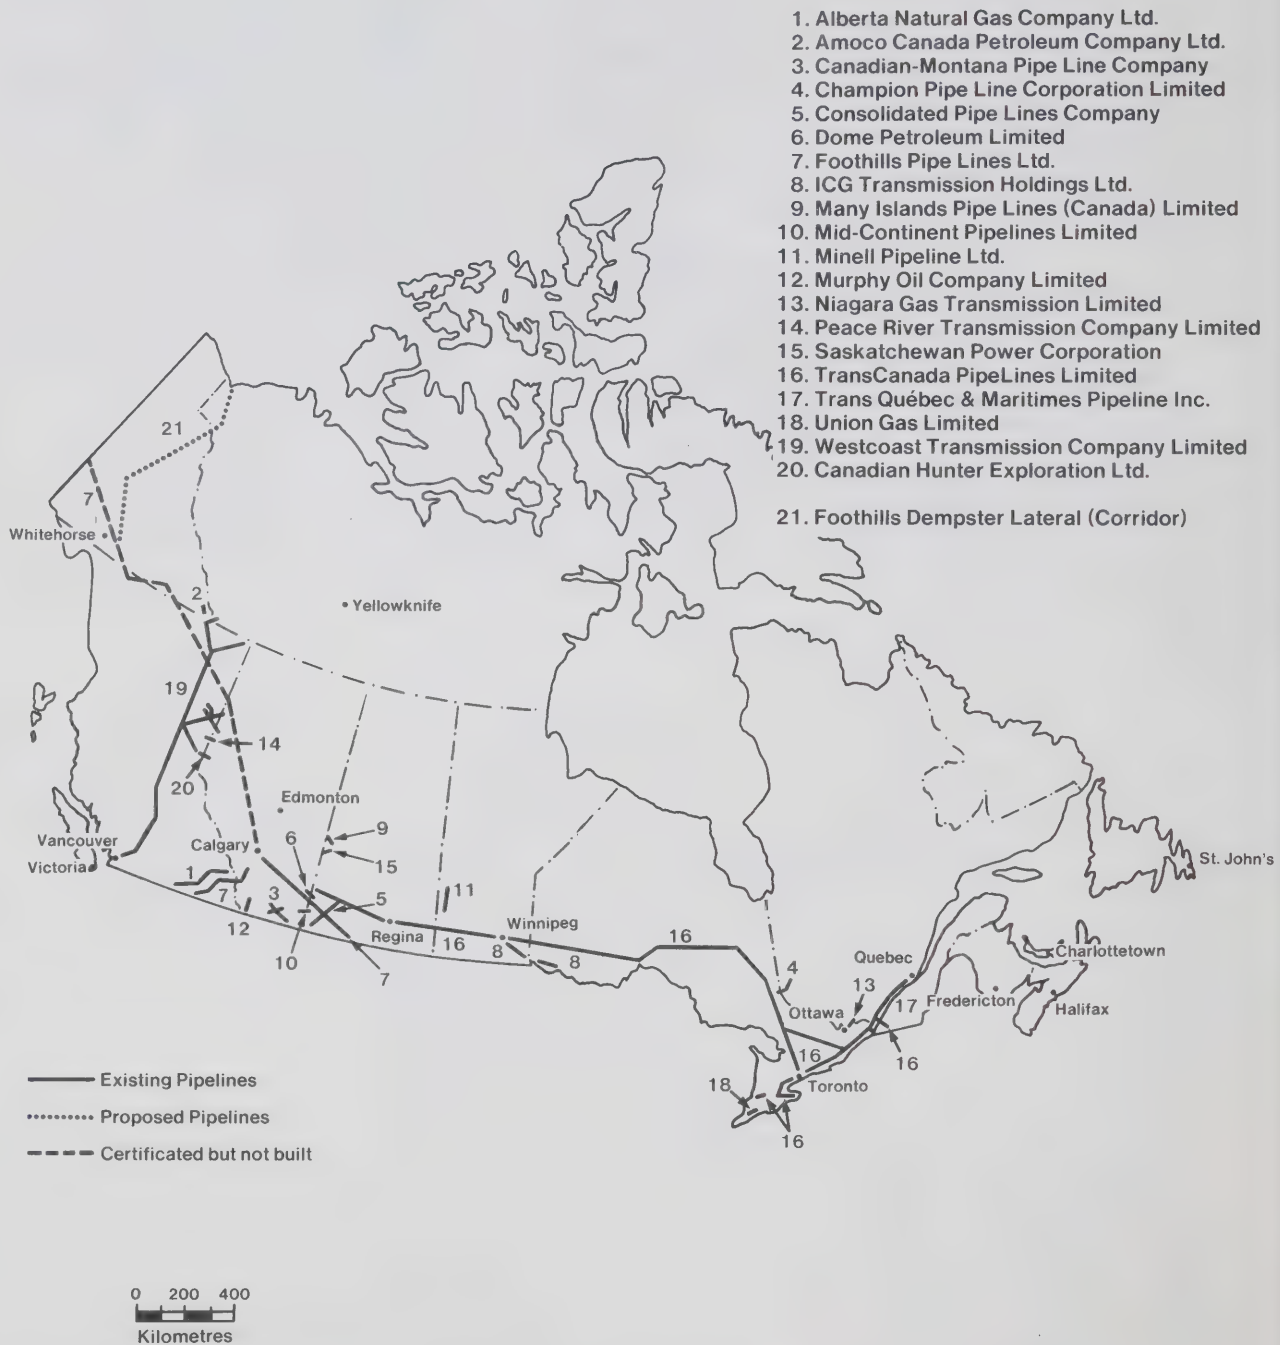 1. Alberta Natural Gas Company Ltd.
2. Amoco Canada Petroleum Company Ltd.
3. Canadian-Montana Pipe Line Company
4. Champion Pipe Line Corporation Limited
5. Consolidated Pipe Lines Company
6. Dome Petroleum Limited
7. Foothills Pipe Lines Ltd.
8. ICG Transmission Holdings Ltd.
9. Many Islands Pipe Lines (Canada) Limited
10. Mid-Continent Pipelines Limited
11. Minell Pipeline Ltd.
12. Murphy Oil Company Limited
13. Niagara Gas Transmission Limited
14. Peace River Transmission Company Limited
15. Saskatchewan Power Corporation
16. TransCanada PipeLines Limited
17. Trans Québec & Maritimes Pipeline Inc.
18. Union Gas Limited
19. Westcoast Transmission Company Limited
20. Canadian Hunter Exploration Ltd.
21. Foothills Dempster Lateral (Corridor)
21
7
Whitehorse
2
Yellowknife
19
14
20
Edmonton
Vancouver
Calgary
6
9
Victoria
15
1
7
3
5
11
12
10
Regina
16
Winnipeg
8
8
7
16
4
Quebec
13
Ottawa
17
Fredericton
St. John's
Charlottetown
Halifax
16
16
18
Toronto
16
Existing Pipelines
Proposed Pipelines
Certificated but not built
0 200 400
Kilometres